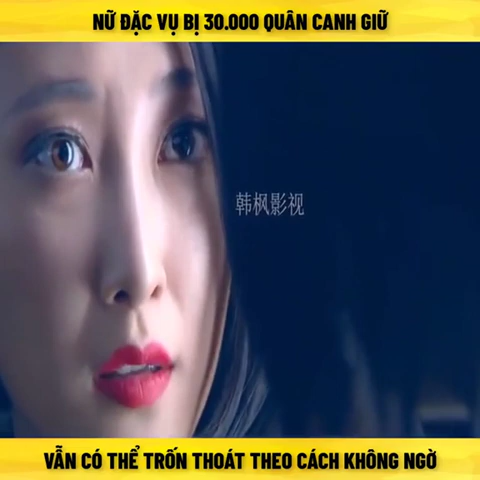 NỮ ĐẶC VỤ BỊ 30.000 QUÂN CANH GIỮ
韩枫影视
VẪN CÓ THỂ TRỐN THOÁT THEO CÁCH KHÔNG NGỜ